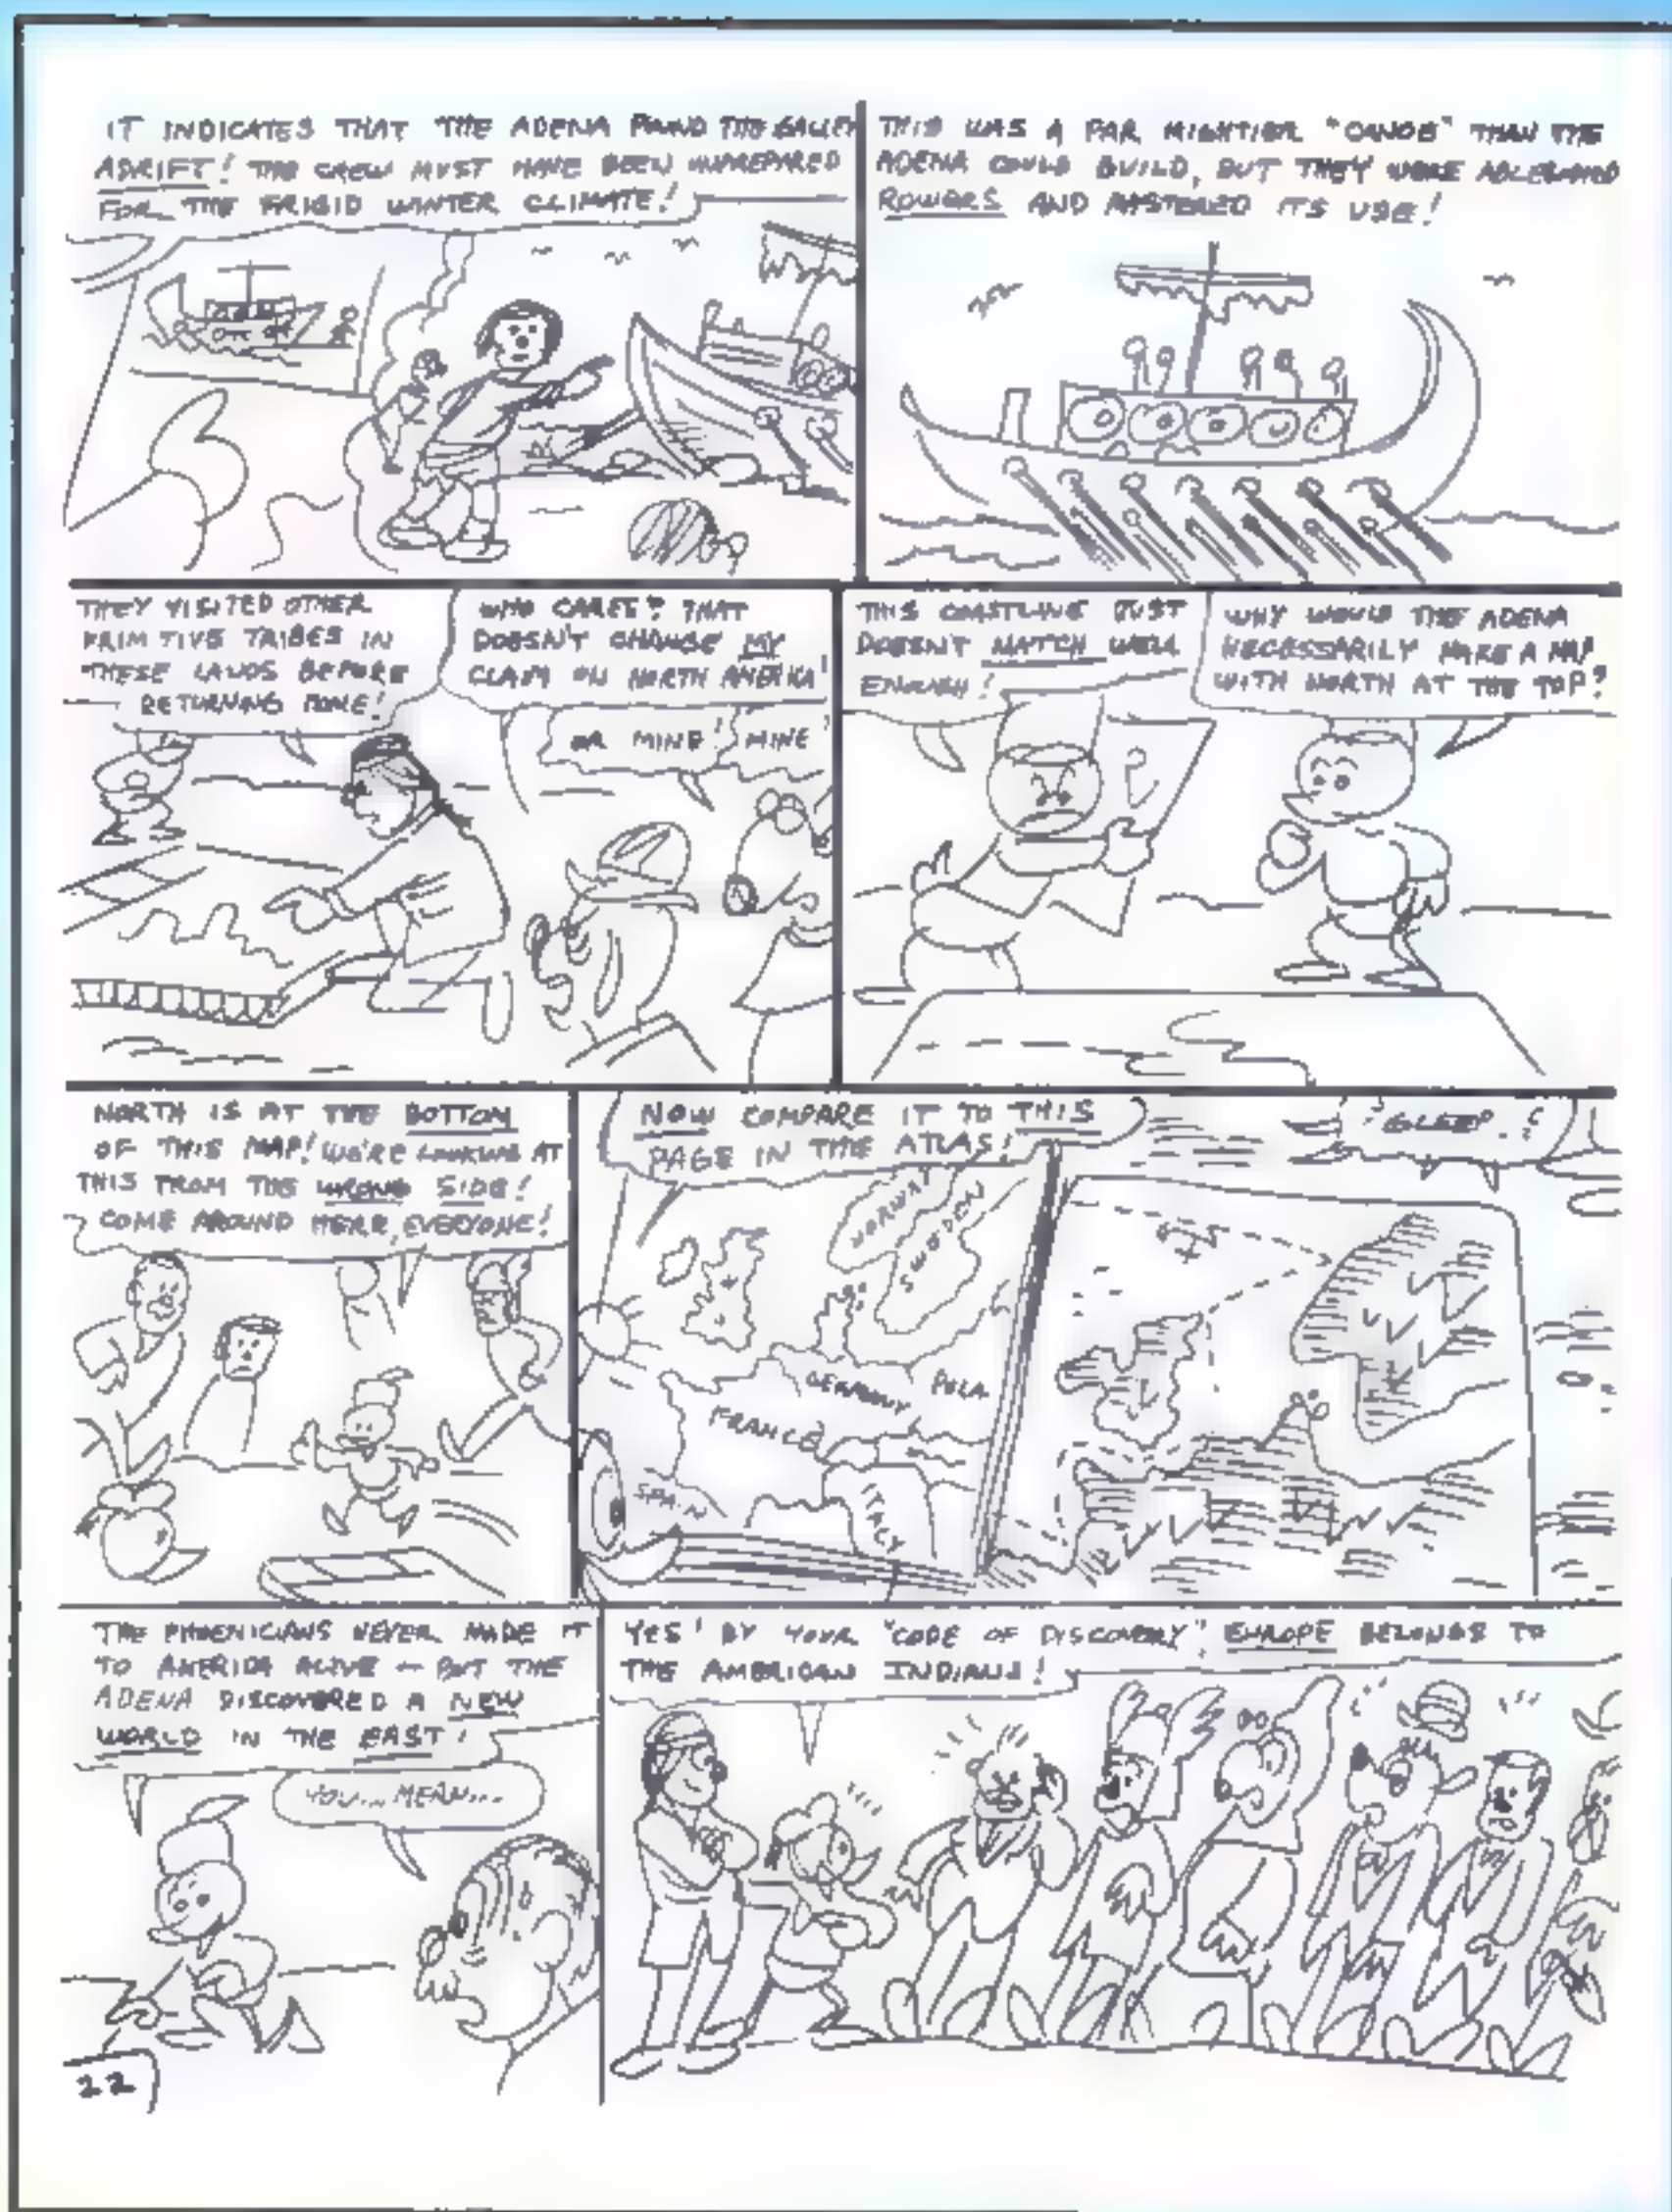 IT INDICATES THAT THE ADENA FOUND THE GALLEY
ADRIFT! THE CREW MUST HAVE BEEN UNPREPARED
FOR THE FRIGID WINTER CLIMATE!
THIS WAS A FAR MIGHTIER "CANOE" THAN THE
ADENA COULD BUILD, BUT THEY WERE
ROWERS AND MASTERED ITS USE!
THEY VISITED OTHER
PRIMITIVE TRIBES IN
THESE LANDS BEFORE
RETURNING HOME!
WHO CARES? THAT
DOESN'T CHANGE MY
CLAIM ON NORTH AMERICA!
OR MINE! MINE!
THIS COASTLINE JUST
DOESN'T MATCH WELL
ENOUGH!
WHY WOULD THE ADENA
NECESSARILY MAKE A MAP
WITH NORTH AT THE TOP?
NORTH IS AT THE BOTTOM
OF THIS MAP! WE'RE LOOKING AT
THIS FROM THE WRONG SIDE!
COME AROUND HERE, EVERYONE!
NOW COMPARE IT TO THIS
PAGE IN THE ATLAS!
!GLEEP!!
NORWAY
SWEDEN
GERMANY
POLA
FRANCE
SPAIN
ITALY
THE PHOENICIANS NEVER MADE IT
TO AMERICA ALIVE — BUT THE
ADENA DISCOVERED A NEW
WORLD IN THE EAST!
YOU... MEAN...
YES! BY YOUR "CODE OF DISCOVERY", EUROPE BELONGS TO
THE AMERICAN INDIANS!
22